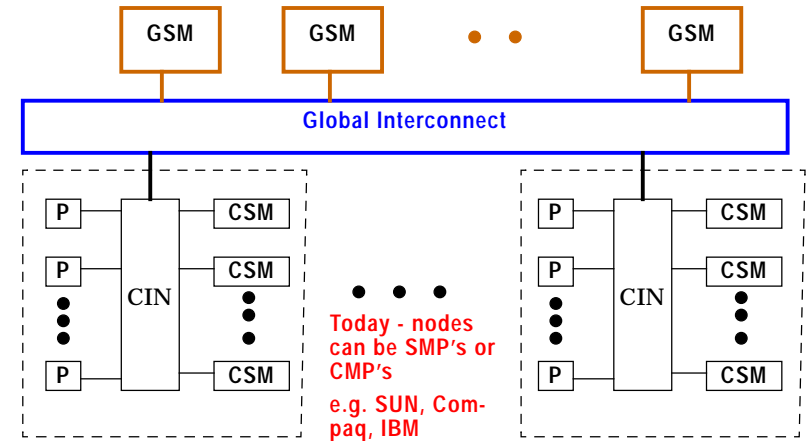 GSM GSM GSM
Global Interconnect
P CSM P CSM
P CSM P CSM
CIN CIN
Today - nodes
can be SMP's or
CMP's
P CSM P CSM
e.g. SUN, Com-
paq, IBM